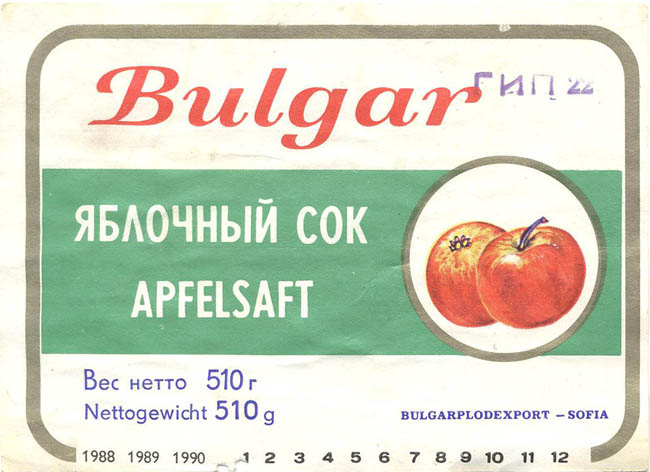 Bulgar
ГИП 22
ЯБЛОЧНЫЙ СОК
APFELSAFT
Вес нетто 510 г
Nettogewicht 510 g
BULGARPLODEXPORT – SOFIA
1988 1989 1990 1 2 3 4 5 6 7 8 9 10 11 12